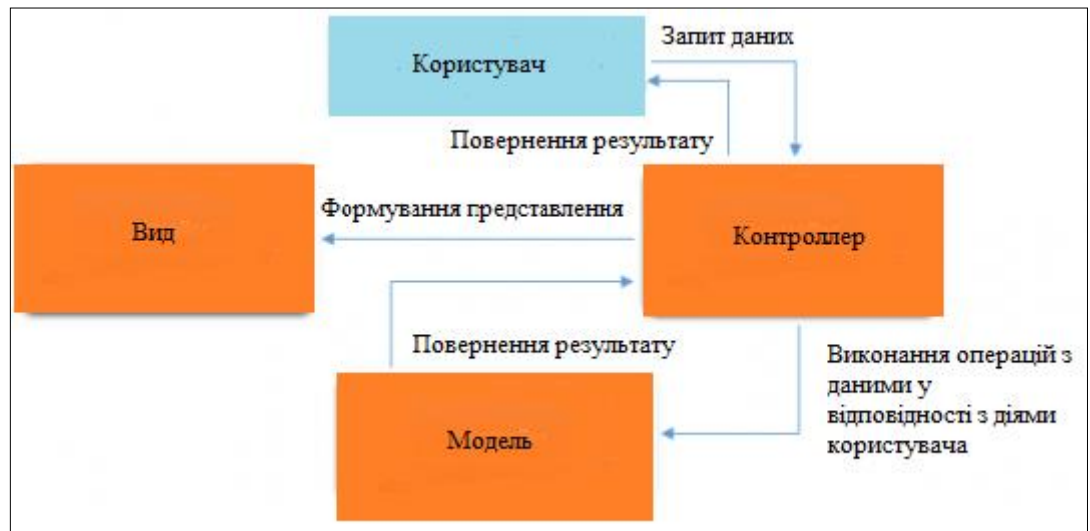 Запит даних
Користувач
Повернення результату
Формування представлення
Вид
Контроллер
Повернення результату
Виконання операцій з
даними у
відповідності з діями
користувача
Модель